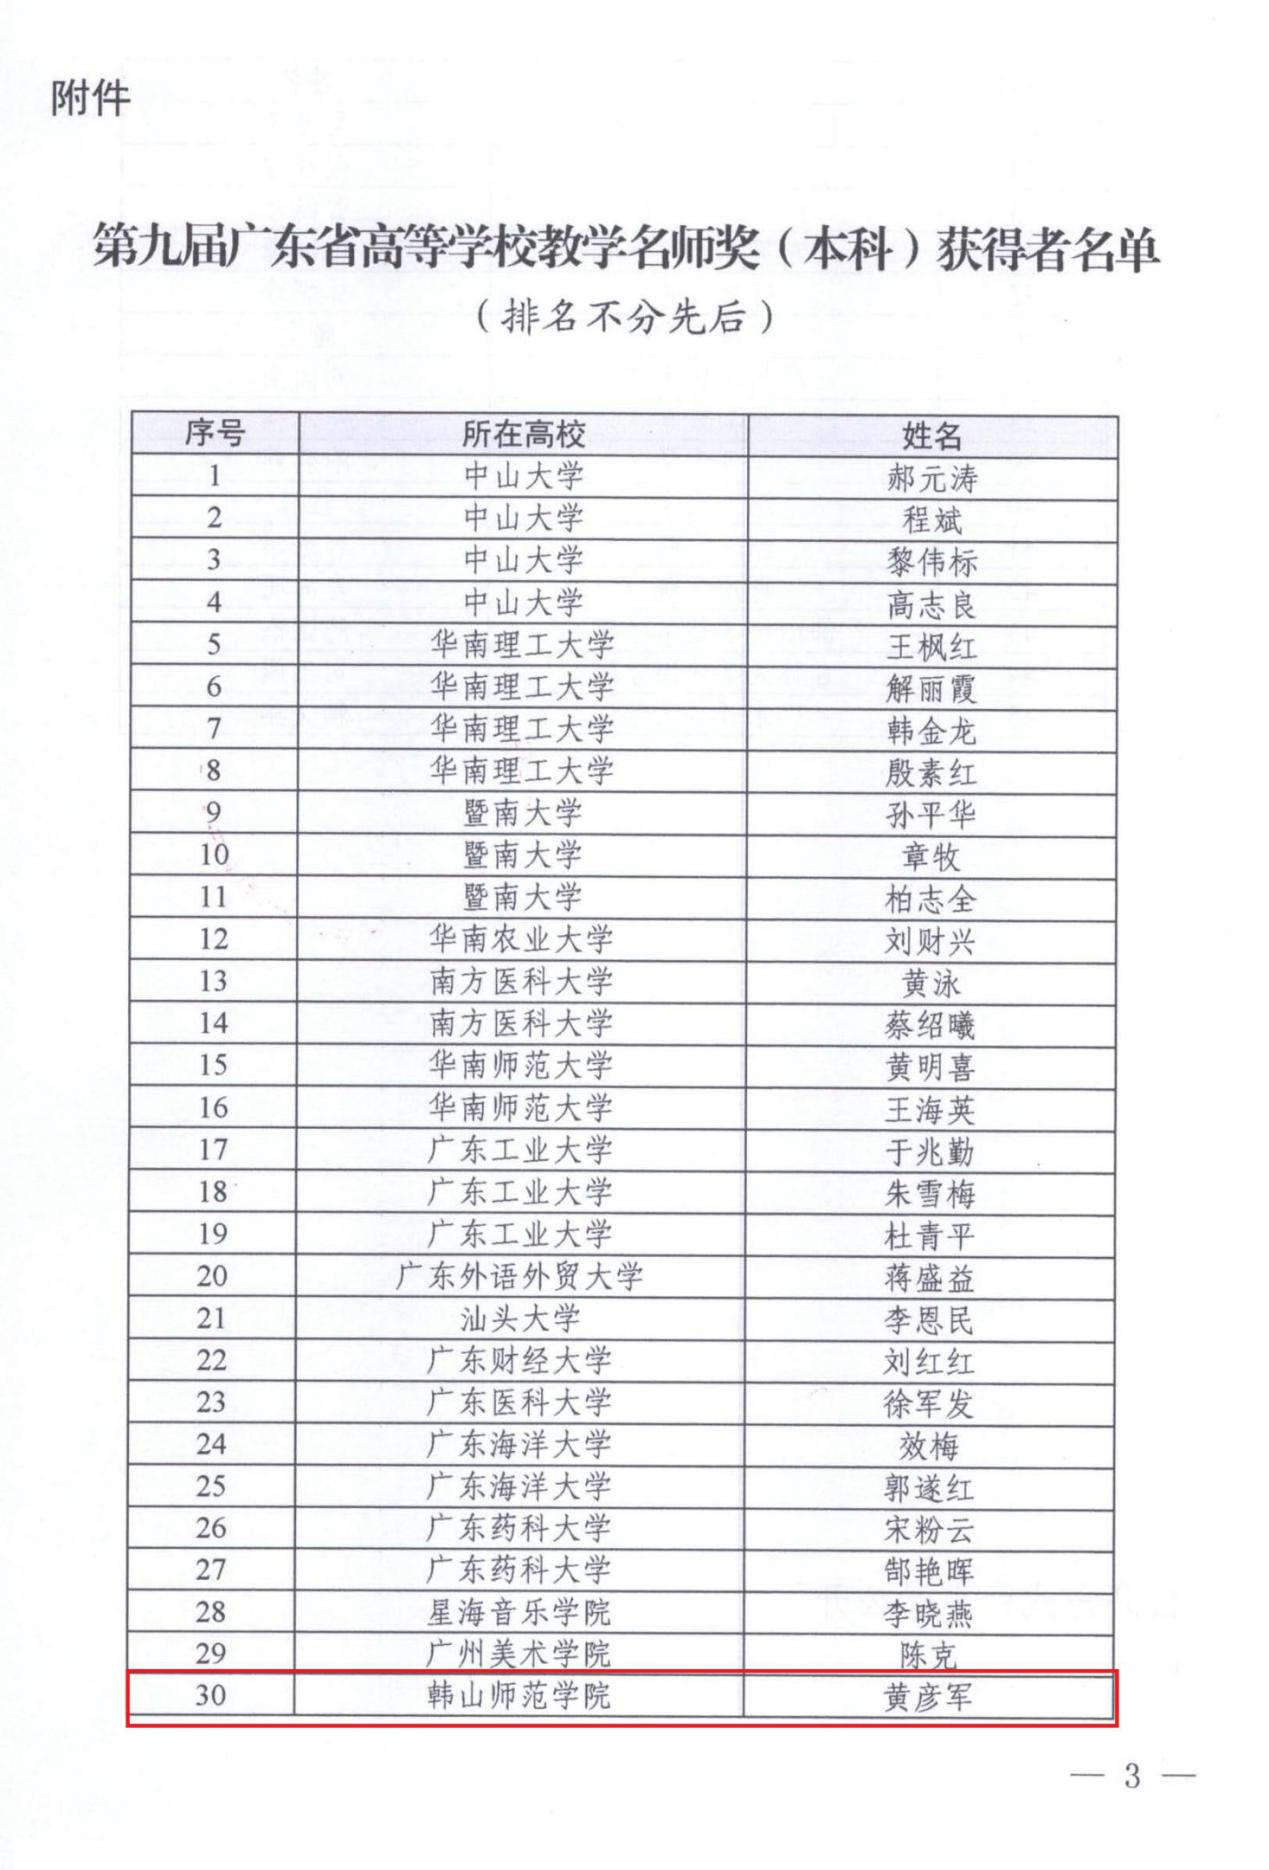 附件
第九届广东省高等学校教学名师奖（本科）获得者名单
（排名不分先后）
序号 所在高校 姓名
1 中山大学 郝元涛
2 中山大学 程斌
3 中山大学 黎伟标
4 中山大学 高志良
5 华南理工大学 王枫红
6 华南理工大学 解丽霞
7 华南理工大学 韩金龙
8 华南理工大学 殷素红
9 暨南大学 孙平华
10 暨南大学 章牧
11 暨南大学 柏志全
12 华南农业大学 刘财兴
13 南方医科大学 黄泳
14 南方医科大学 蔡绍曦
15 华南师范大学 黄明喜
16 华南师范大学 王海英
17 广东工业大学 于兆勤
18 广东工业大学 朱雪梅
19 广东工业大学 杜青平
20 广东外语外贸大学 蒋盛益
21 汕头大学 李恩民
22 广东财经大学 刘红红
23 广东医科大学 徐军发
24 广东海洋大学 效梅
25 广东海洋大学 郭遂红
26 广东药科大学 宋粉云
27 广东药科大学 郜艳晖
28 星海音乐学院 李晓燕
29 广州美术学院 陈克
30 韩山师范学院 黄彦军
— 3 —